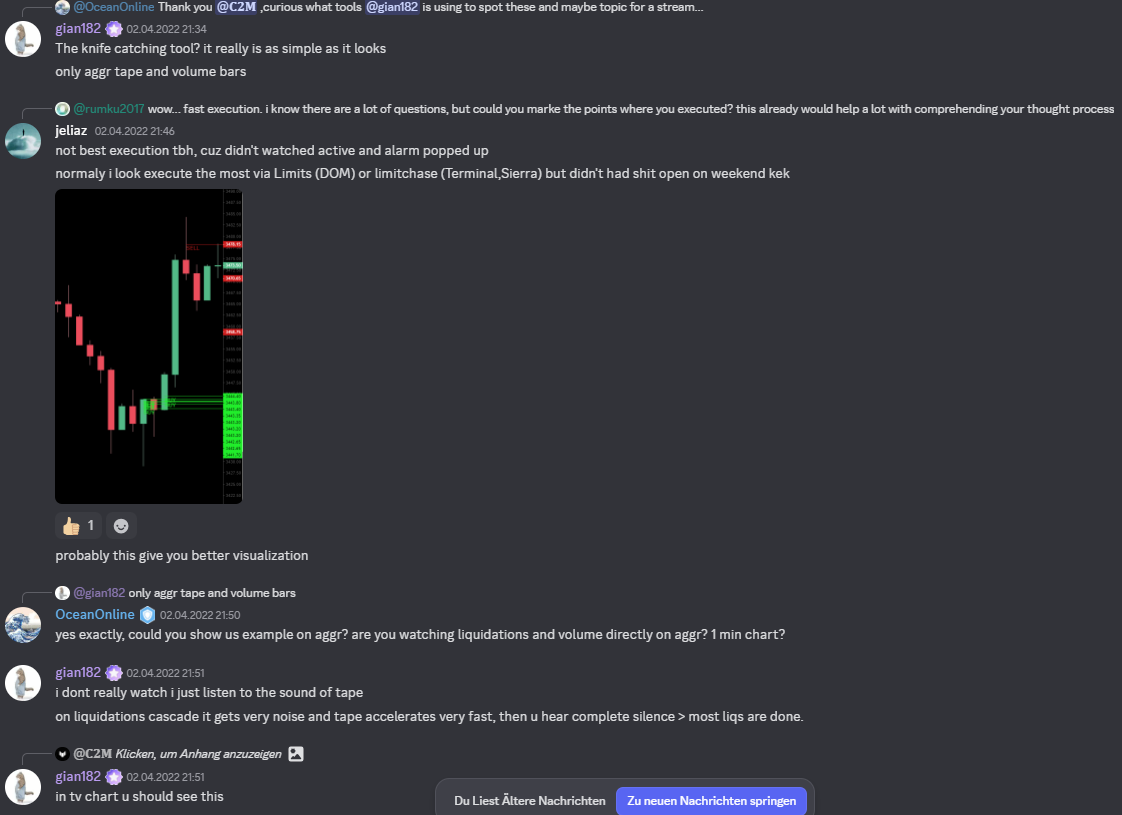 @OceanOnline Thank you @C2M ,curious what tools @gian182 is using to spot these and maybe topic for a stream...
gian182 02.04.2022 21:34
The knife catching tool? it really is as simple as it looks
only aggr tape and volume bars
@rumku2017 wow... fast execution. i know there are a lot of questions, but could you marke the points where you executed? this already would help a lot with comprehending your thought process
jeliaz 02.04.2022 21:46
not best execution tbh, cuz didn't watched active and alarm popped up
normaly i look execute the most via Limits (DOM) or limitchase (Terminal,Sierra) but didn't had shit open on weekend kek
1
probably this give you better visualization
@gian182 only aggr tape and volume bars
OceanOnline 02.04.2022 21:50
yes exactly, could you show us example on aggr? are you watching liquidations and volume directly on aggr? 1 min chart?
gian182 02.04.2022 21:51
i dont really watch i just listen to the sound of tape
on liquidations cascade it gets very noise and tape accelerates very fast, then u hear complete silence > most liqs are done.
@C2M Klicken, um Anhang anzuzeigen
gian182 02.04.2022 21:51
in tv chart u should see this
Du Liest Ältere Nachrichten
Zu neuen Nachrichten springen